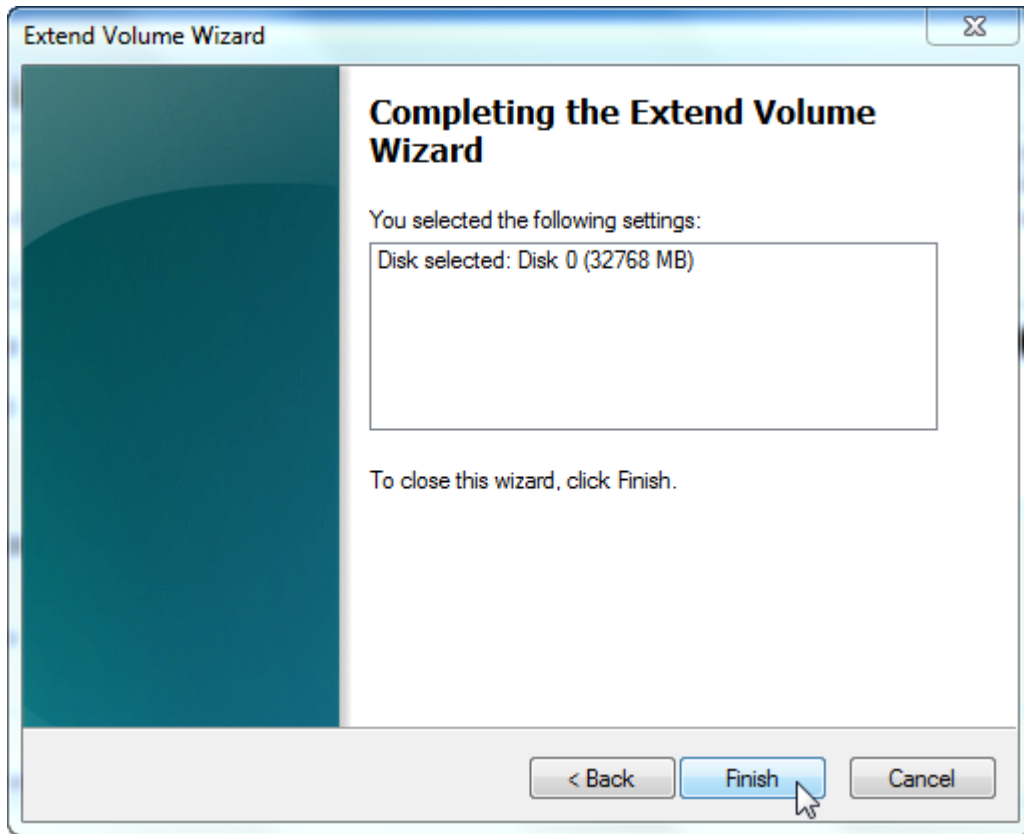 Extend Volume Wizard
Completing the Extend Volume
Wizard
You selected the following settings:
Disk selected: Disk 0 (32768 MB)
To close this wizard, click Finish.
< Back
Finish
Cancel